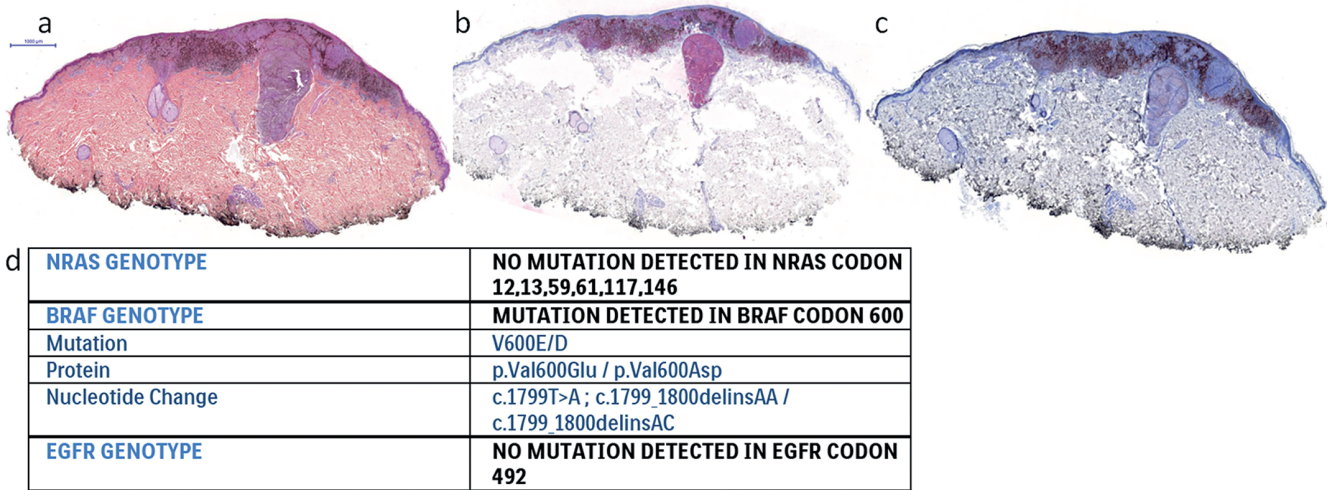 a
b
c
1000 µm
d
NRAS GENOTYPE
NO MUTATION DETECTED IN NRAS CODON
12,13,59,61,117,146
BRAF GENOTYPE
MUTATION DETECTED IN BRAF CODON 600
Mutation
V600E/D
Protein
p.Val600Glu / p.Val600Asp
Nucleotide Change
c.1799T>A ; c.1799_1800delinsAA /
c.1799_1800delinsAC
EGFR GENOTYPE
NO MUTATION DETECTED IN EGFR CODON
492